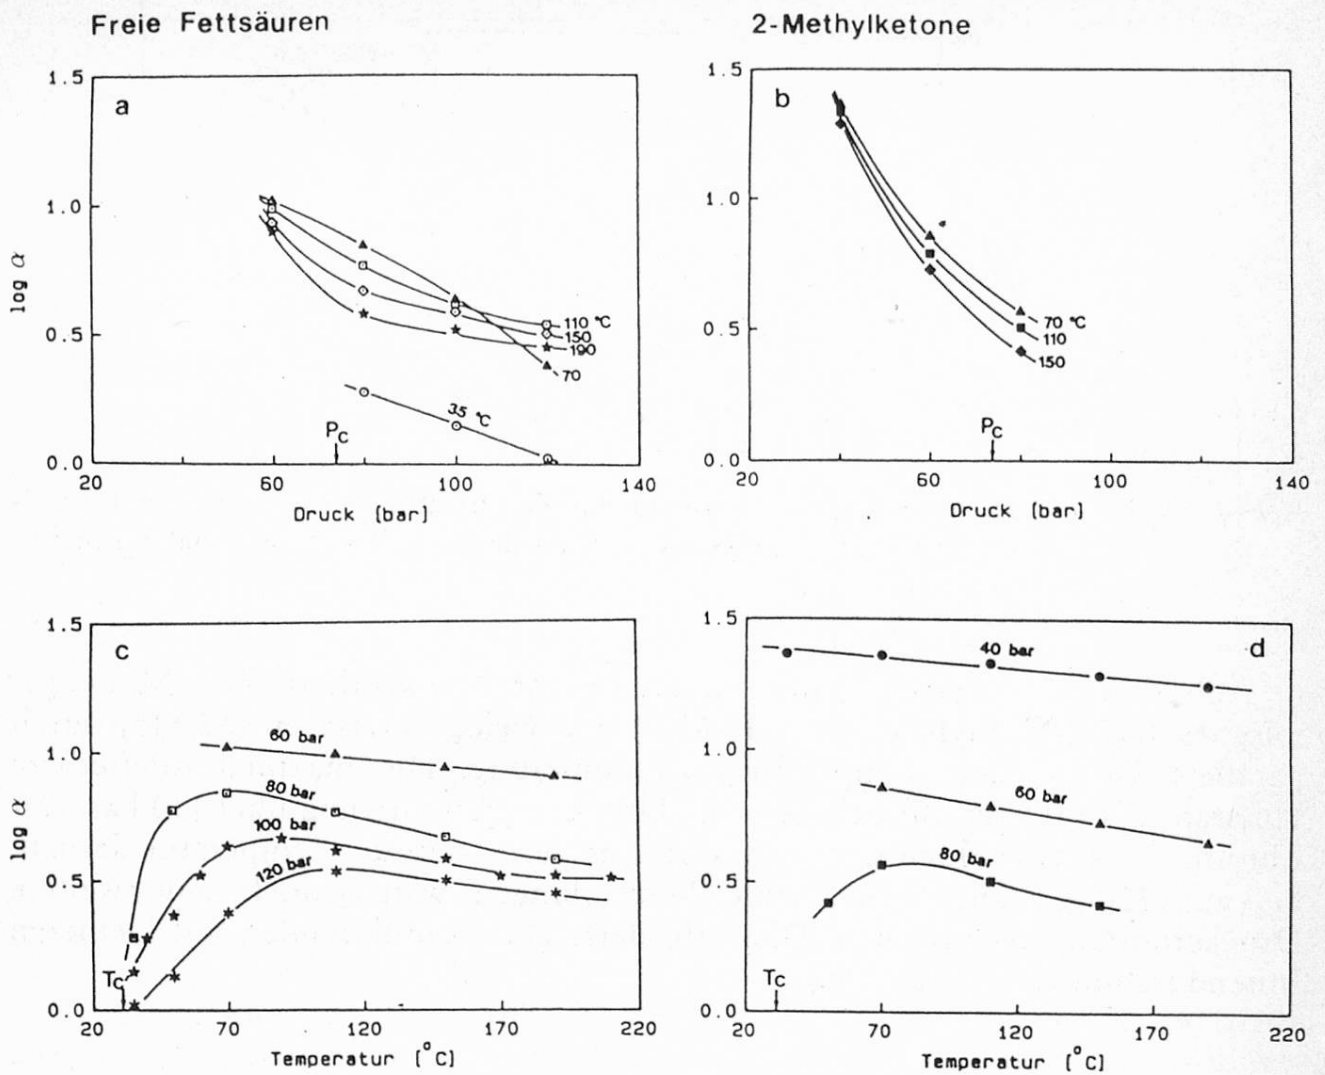 Freie Fettsäuren
2-Methylketone
a
1.5
1.0
0.5
0.0
log α
110 °C
150
190
70
35 °C
Pc
20
60
100
140
Druck [bar]
b
1.5
1.0
0.5
0.0
70 °C
110
150
Pc
20
60
100
140
Druck [bar]
c
1.5
1.0
0.5
0.0
log α
60 bar
80 bar
100 bar
120 bar
Tc
20
70
120
170
220
Temperatur [°C]
d
1.5
1.0
0.5
0.0
40 bar
60 bar
80 bar
Tc
20
70
120
170
220
Temperatur [°C]